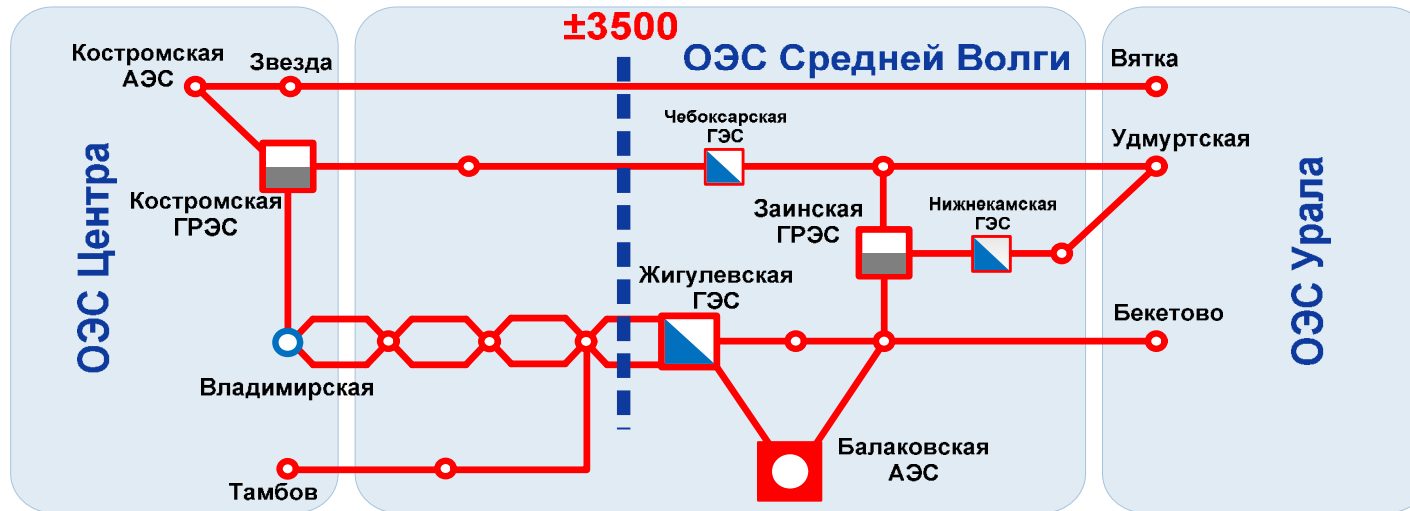 ±3500
ОЭС Средней Волги
Костромская
АЭС
Звезда
Вятка
Чебоксарская
ГЭС
Удмуртская
Костромская
ГРЭС
Заинская
ГРЭС
Нижнекамская
ГЭС
ОЭС Центра
ОЭС Урала
Жигулевская
ГЭС
Бекетово
Владимирская
Балаковская
АЭС
Тамбов